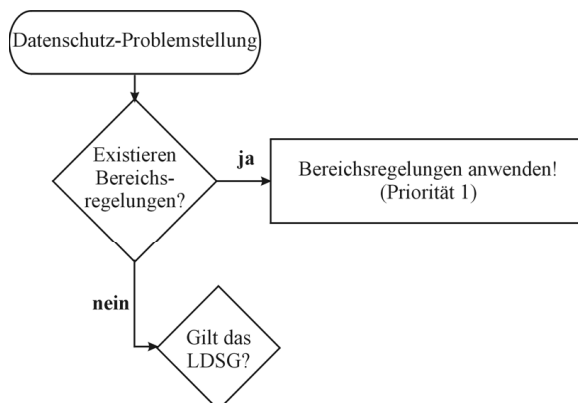 Datenschutz-Problemstellung
Existieren
Bereichs-
regelungen?
ja
Bereichsregelungen anwenden!
(Priorität 1)
nein
Gilt das
LDSG?